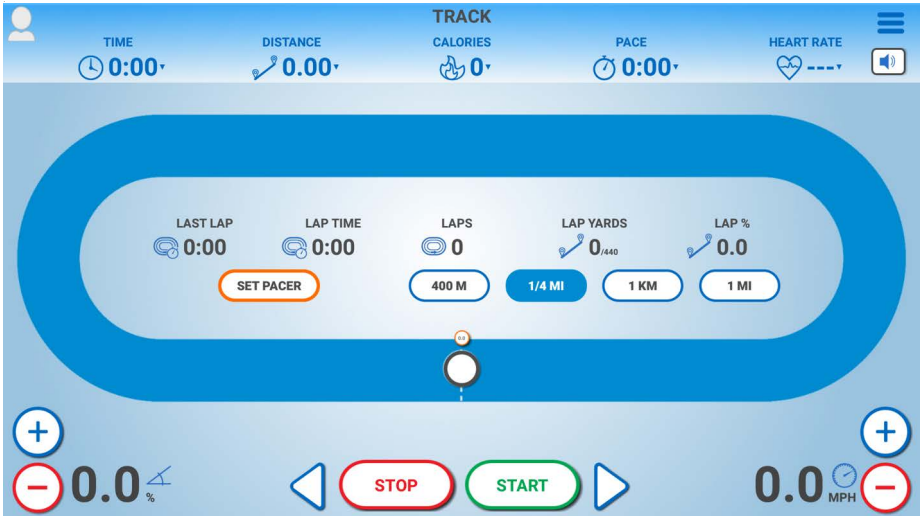 TRACK
TIME DISTANCE CALORIES PACE HEART RATE
0:00 0.00 0 0:00 ---
LAST LAP LAP TIME LAPS LAP YARDS LAP %
0:00 0:00 0 0/440 0.0
SET PACER 400 M 1/4 MI 1 KM 1 MI
0.0
+ +
0.0 % STOP START 0.0 MPH
− −